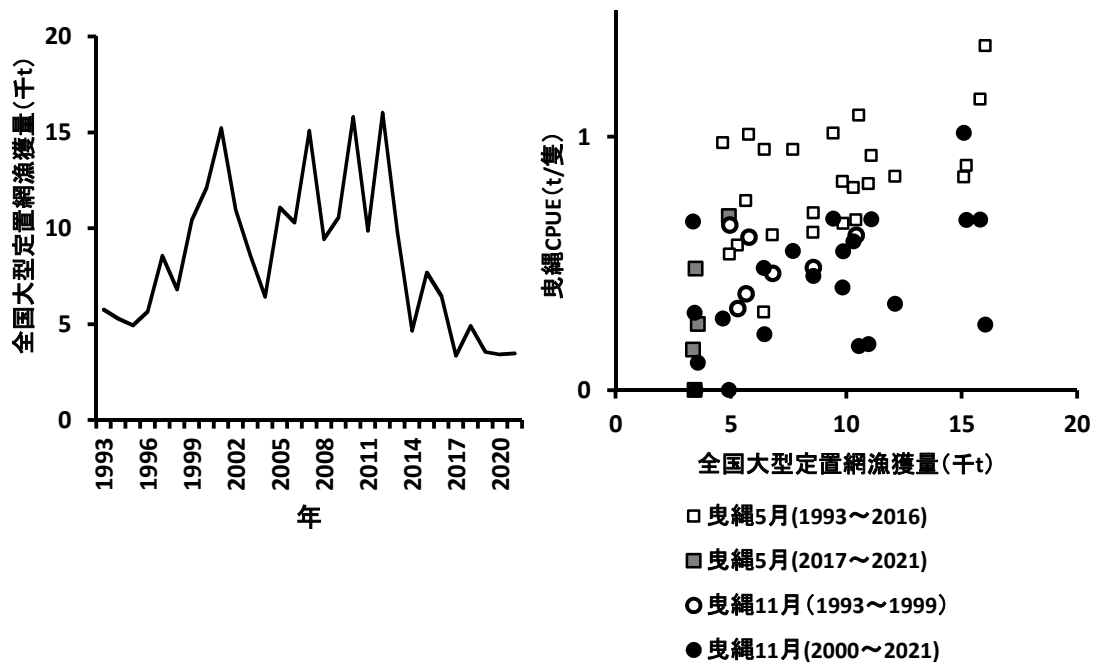 全国大型定置網漁獲量(千t)
20
15
10
5
0
1993
1996
1999
2002
2005
2008
2011
2014
2017
2020
年
曳縄CPUE(t/隻)
1
0
0
5
10
15
20
全国大型定置網漁獲量(千t)
曳縄5月(1993～2016)
曳縄5月(2017～2021)
曳縄11月(1993～1999)
曳縄11月(2000～2021)